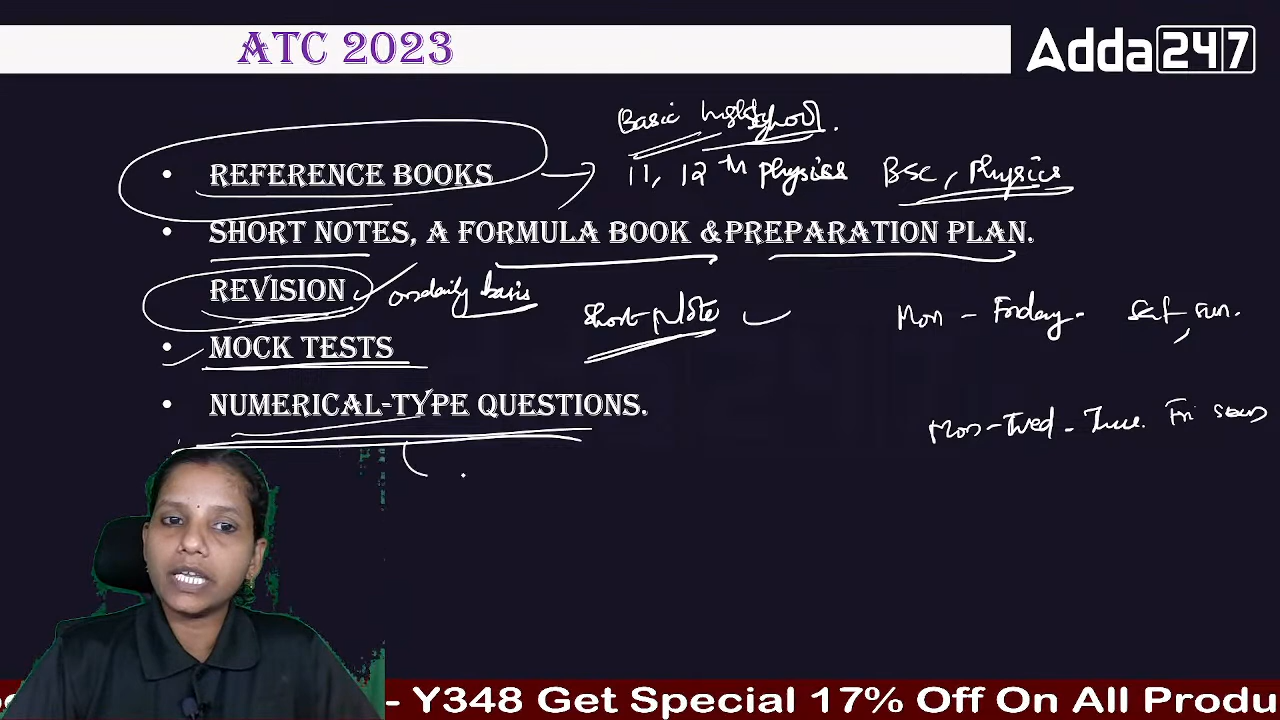 ATC 2023
Adda 247
Basic high school.
• REFERENCE BOOKS
11, 12th physics BSC, Physics
• SHORT NOTES, A FORMULA BOOK &PREPARATION PLAN.
REVISION
on daily basis
Short Note
Mon - Friday - Sat, Sun.
• MOCK TESTS
• NUMERICAL-TYPE QUESTIONS.
Mon - Wed - Fri
- Y348 Get Special 17% Off On All Produ